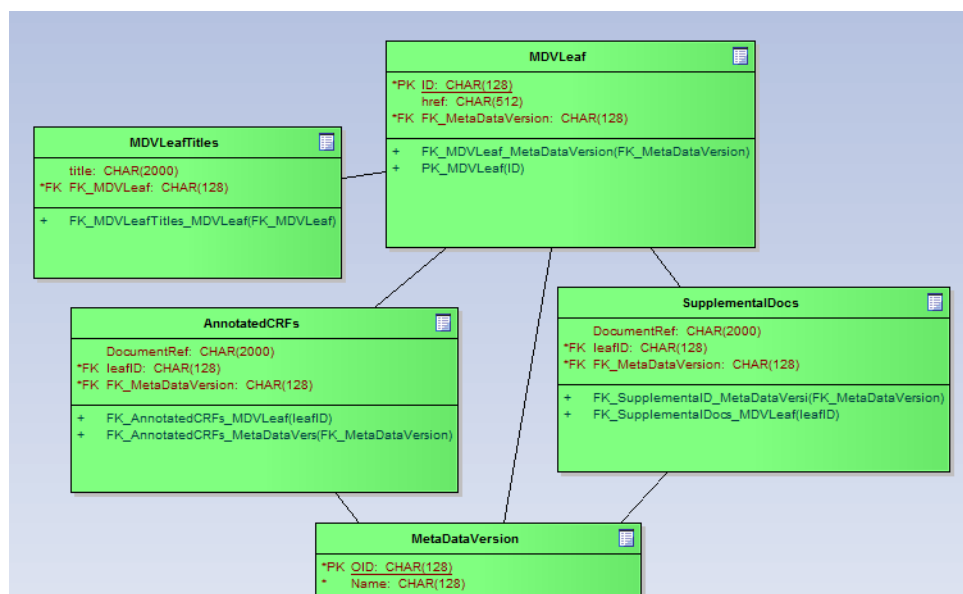 MDVLeaf
*PK ID: CHAR(128)
href: CHAR(512)
*FK FK_MetaDataVersion: CHAR(128)
+ FK_MDVLeaf_MetaDataVersion(FK_MetaDataVersion)
+ PK_MDVLeaf(ID)
MDVLeafTitles
title: CHAR(2000)
*FK FK_MDVLeaf: CHAR(128)
+ FK_MDVLeafTitles_MDVLeaf(FK_MDVLeaf)
AnnotatedCRFs
DocumentRef: CHAR(2000)
*FK leafID: CHAR(128)
*FK FK_MetaDataVersion: CHAR(128)
+ FK_AnnotatedCRFs_MDVLeaf(leafID)
+ FK_AnnotatedCRFs_MetaDataVers(FK_MetaDataVersion)
SupplementalDocs
DocumentRef: CHAR(2000)
*FK leafID: CHAR(128)
*FK FK_MetaDataVersion: CHAR(128)
+ FK_SupplementalD_MetaDataVersi(FK_MetaDataVersion)
+ FK_SupplementalDocs_MDVLeaf(leafID)
MetaDataVersion
*PK OID: CHAR(128)
* Name: CHAR(128)